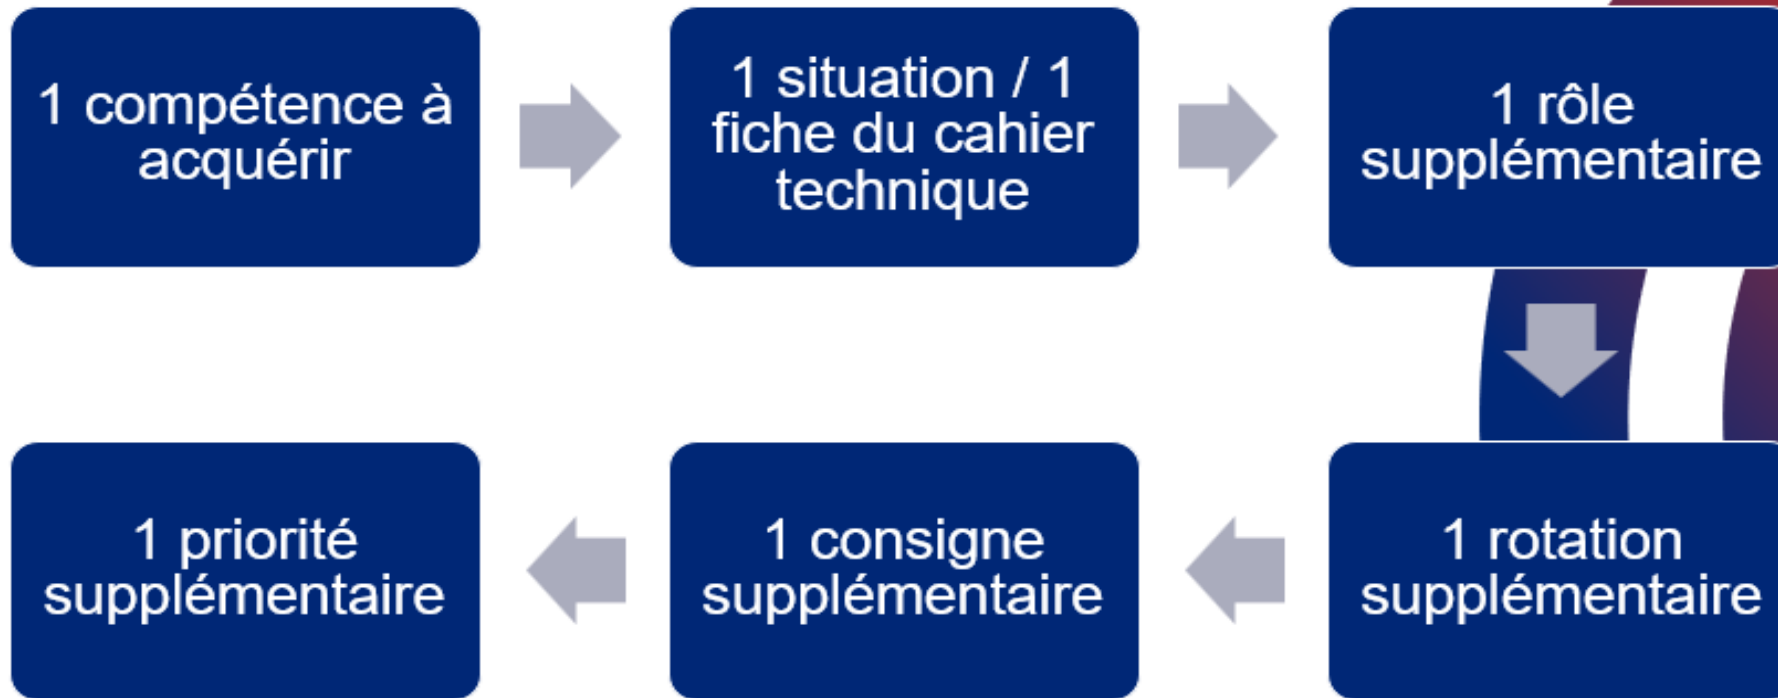 1 compétence à
acquérir
1 situation / 1
fiche du cahier
technique
1 rôle
supplémentaire
1 rotation
supplémentaire
1 consigne
supplémentaire
1 priorité
supplémentaire